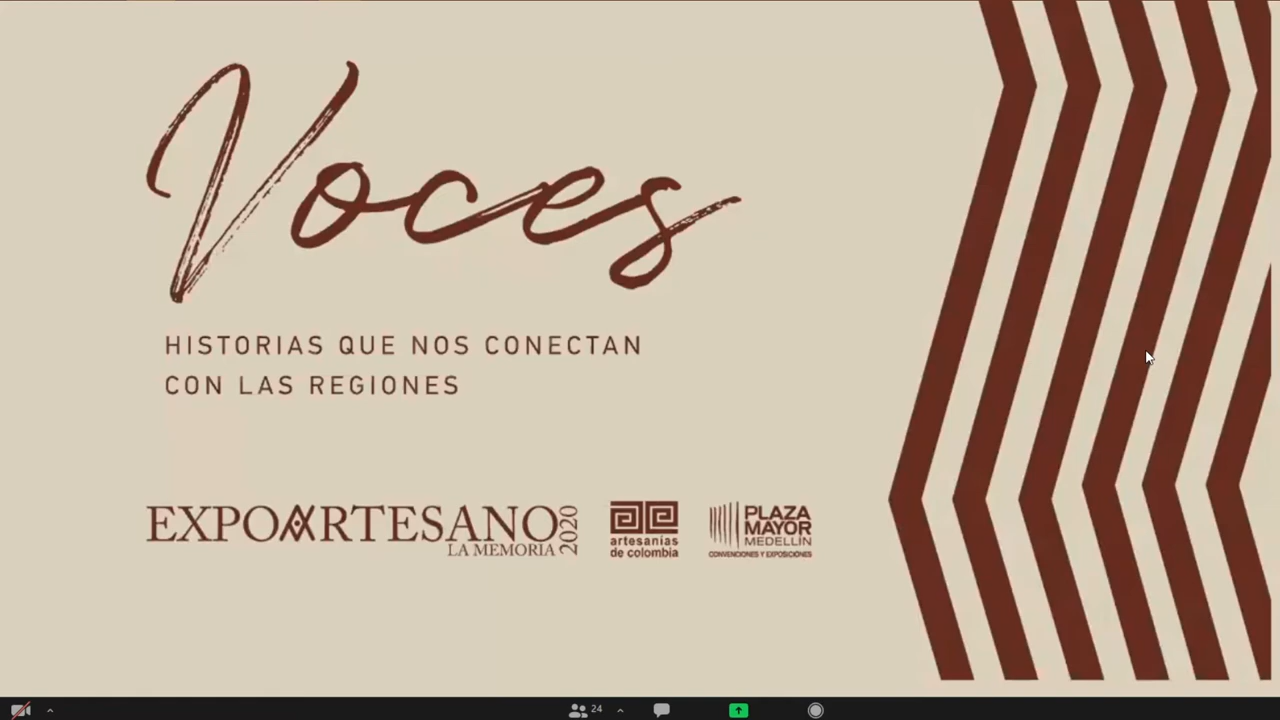 Voces
HISTORIAS QUE NOS CONECTAN
CON LAS REGIONES
EXPOARTESANO 2020
LA MEMORIA
artesanías
de colombia
PLAZA
MAYOR
MEDELLÍN
CONVENCIONES Y EXPOSICIONES
24